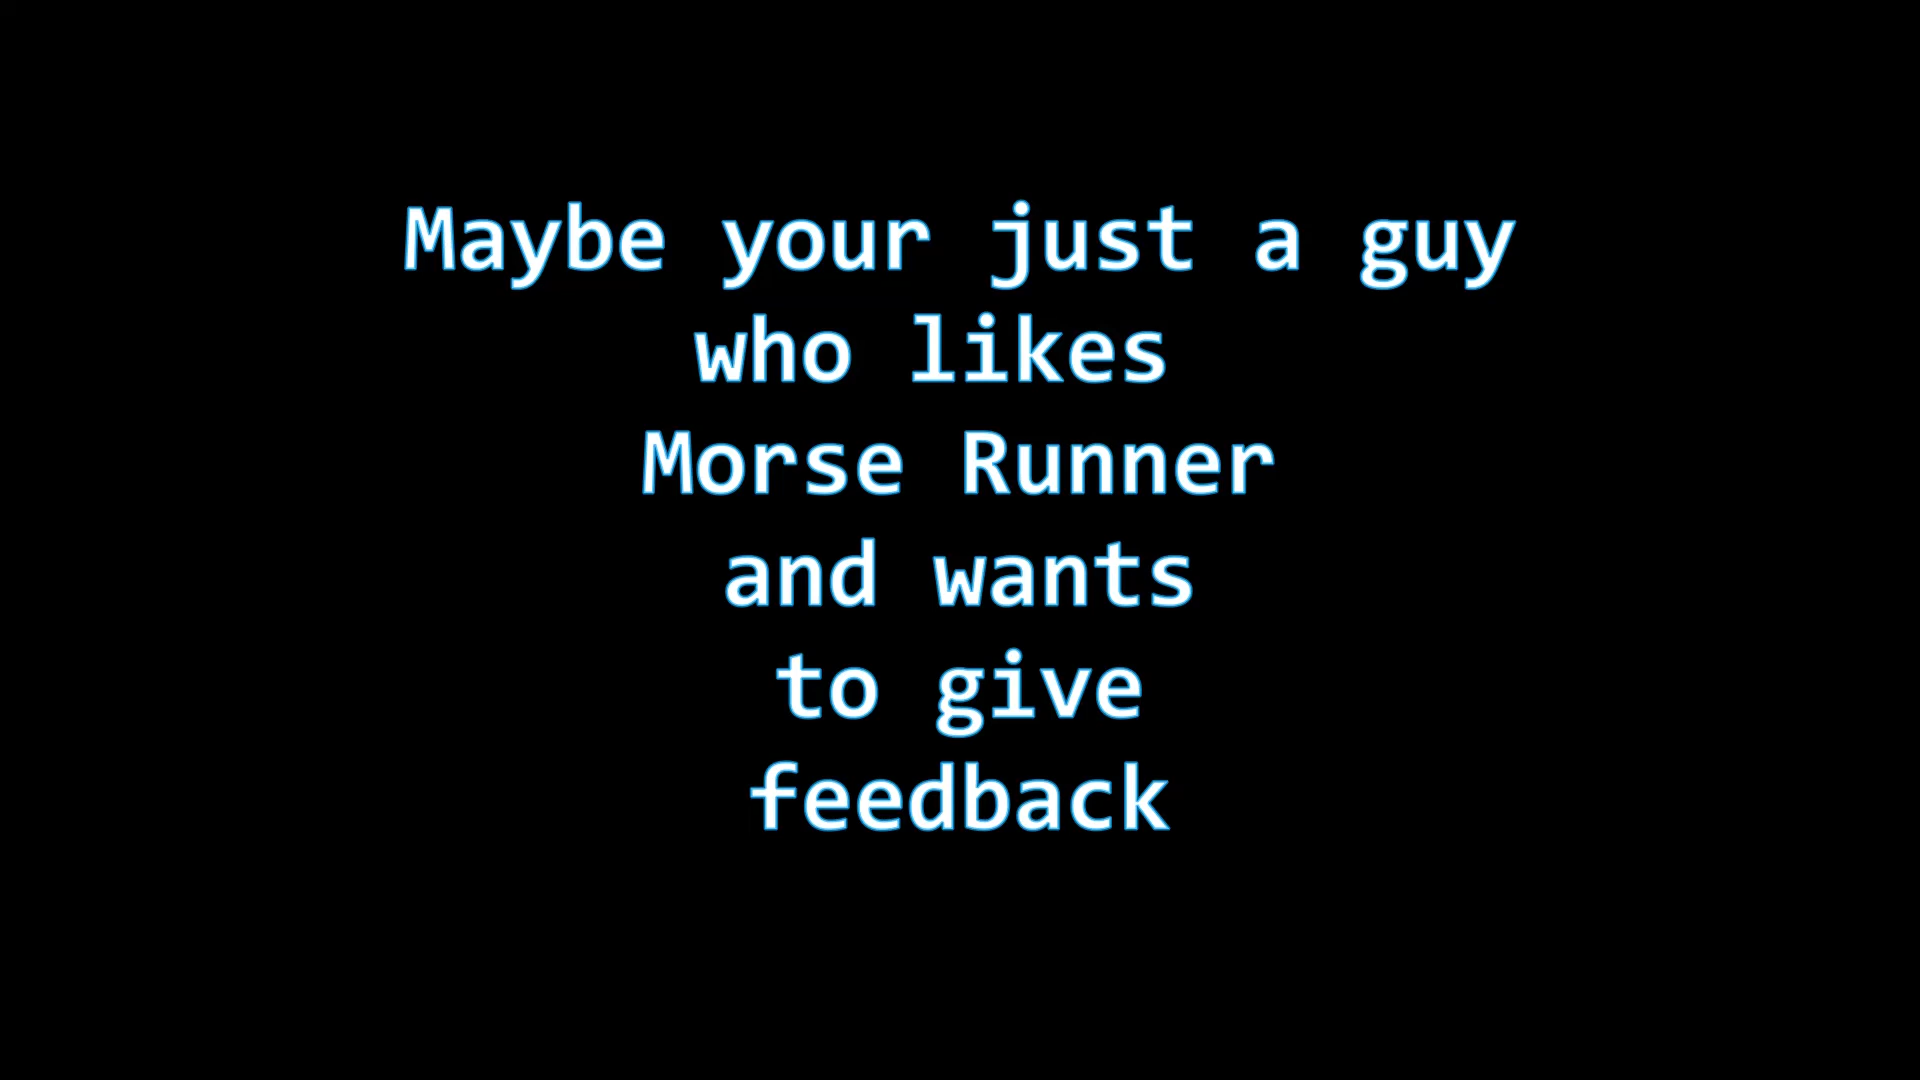 Maybe your just a guy
who likes
Morse Runner
and wants
to give
feedback